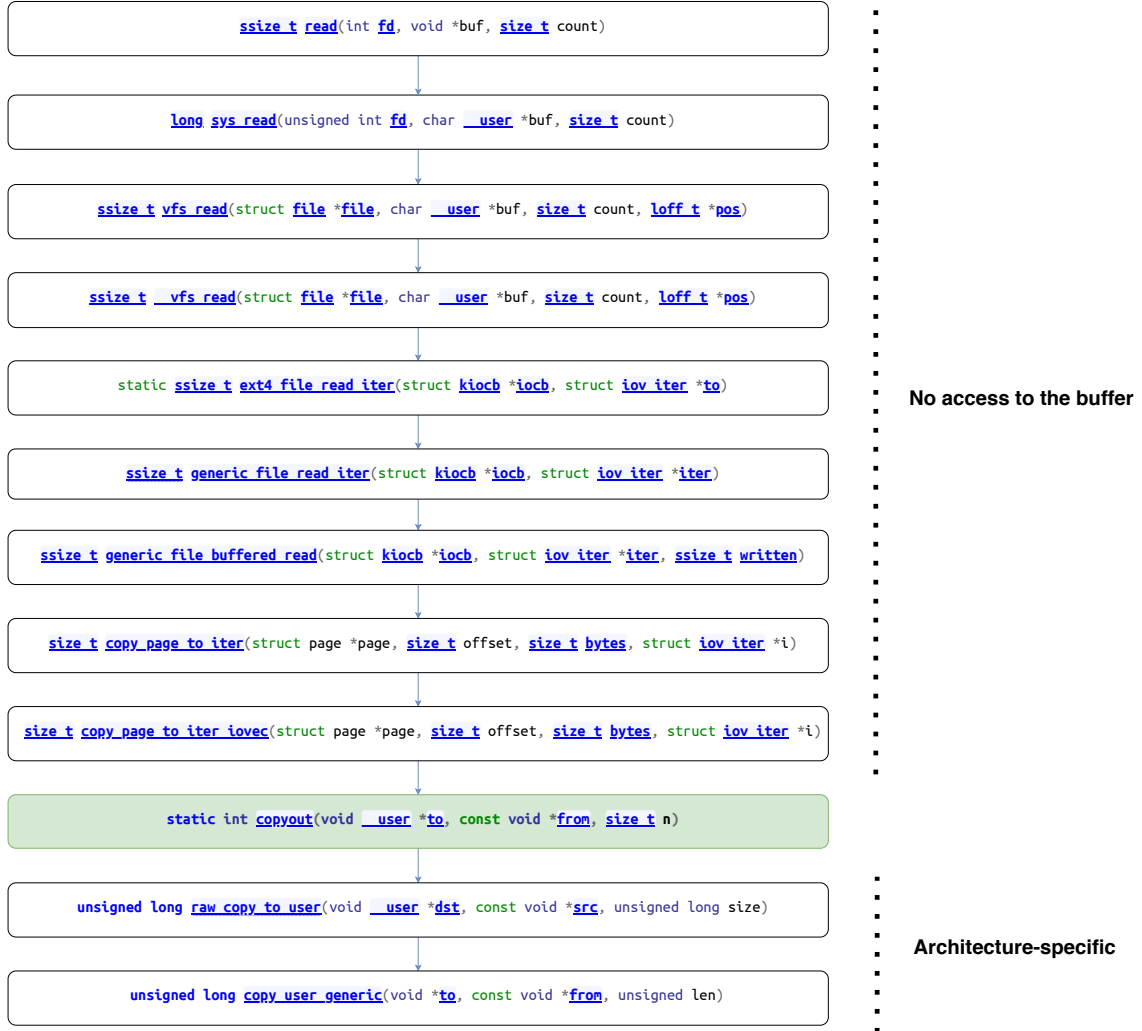 ssize_t read(int fd, void *buf, size_t count)
long sys_read(unsigned int fd, char __user *buf, size_t count)
ssize_t vfs_read(struct file *file, char __user *buf, size_t count, loff_t *pos)
ssize_t __vfs_read(struct file *file, char __user *buf, size_t count, loff_t *pos)
static ssize_t ext4_file_read_iter(struct kiocb *iocb, struct iov_iter *to)
No access to the buffer
ssize_t generic_file_read_iter(struct kiocb *iocb, struct iov_iter *iter)
ssize_t generic_file_buffered_read(struct kiocb *iocb, struct iov_iter *iter, ssize_t written)
size_t copy_page_to_iter(struct page *page, size_t offset, size_t bytes, struct iov_iter *i)
size_t copy_page_to_iter_iovec(struct page *page, size_t offset, size_t bytes, struct iov_iter *i)
static int copyout(void __user *to, const void *from, size_t n)
unsigned long raw_copy_to_user(void __user *dst, const void *src, unsigned long size)
Architecture-specific
unsigned long copy_user_generic(void *to, const void *from, unsigned len)